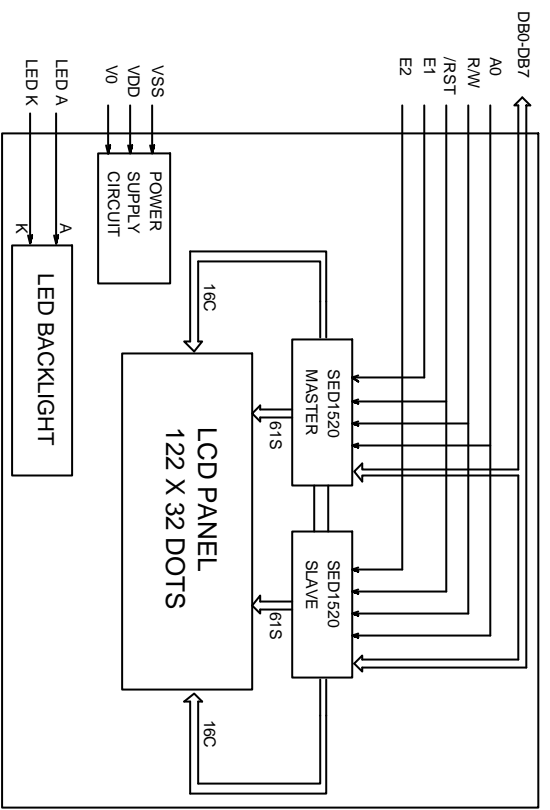 DB0-DB7
A0
R/W
/RST
E1
E2
SED1520
MASTER
SED1520
SLAVE
61S
61S
16C
16C
LCD PANEL
122 X 32 DOTS
VSS
VDD
V0
POWER
SUPPLY
CIRCUIT
LED A
LED K
A
K
LED BACKLIGHT